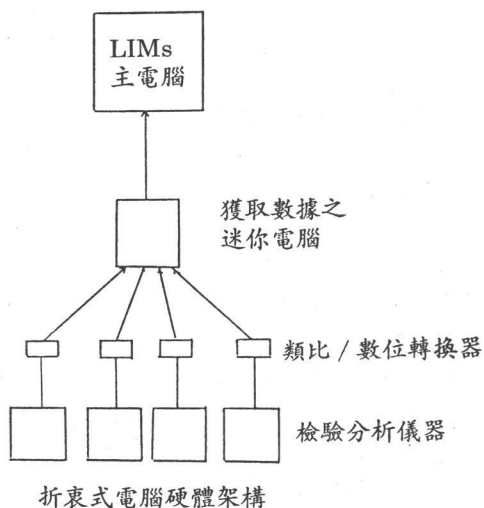 LIMs
主電腦
獲取數據之
迷你電腦
類比 / 數位轉換器
檢驗分析儀器
折衷式電腦硬體架構